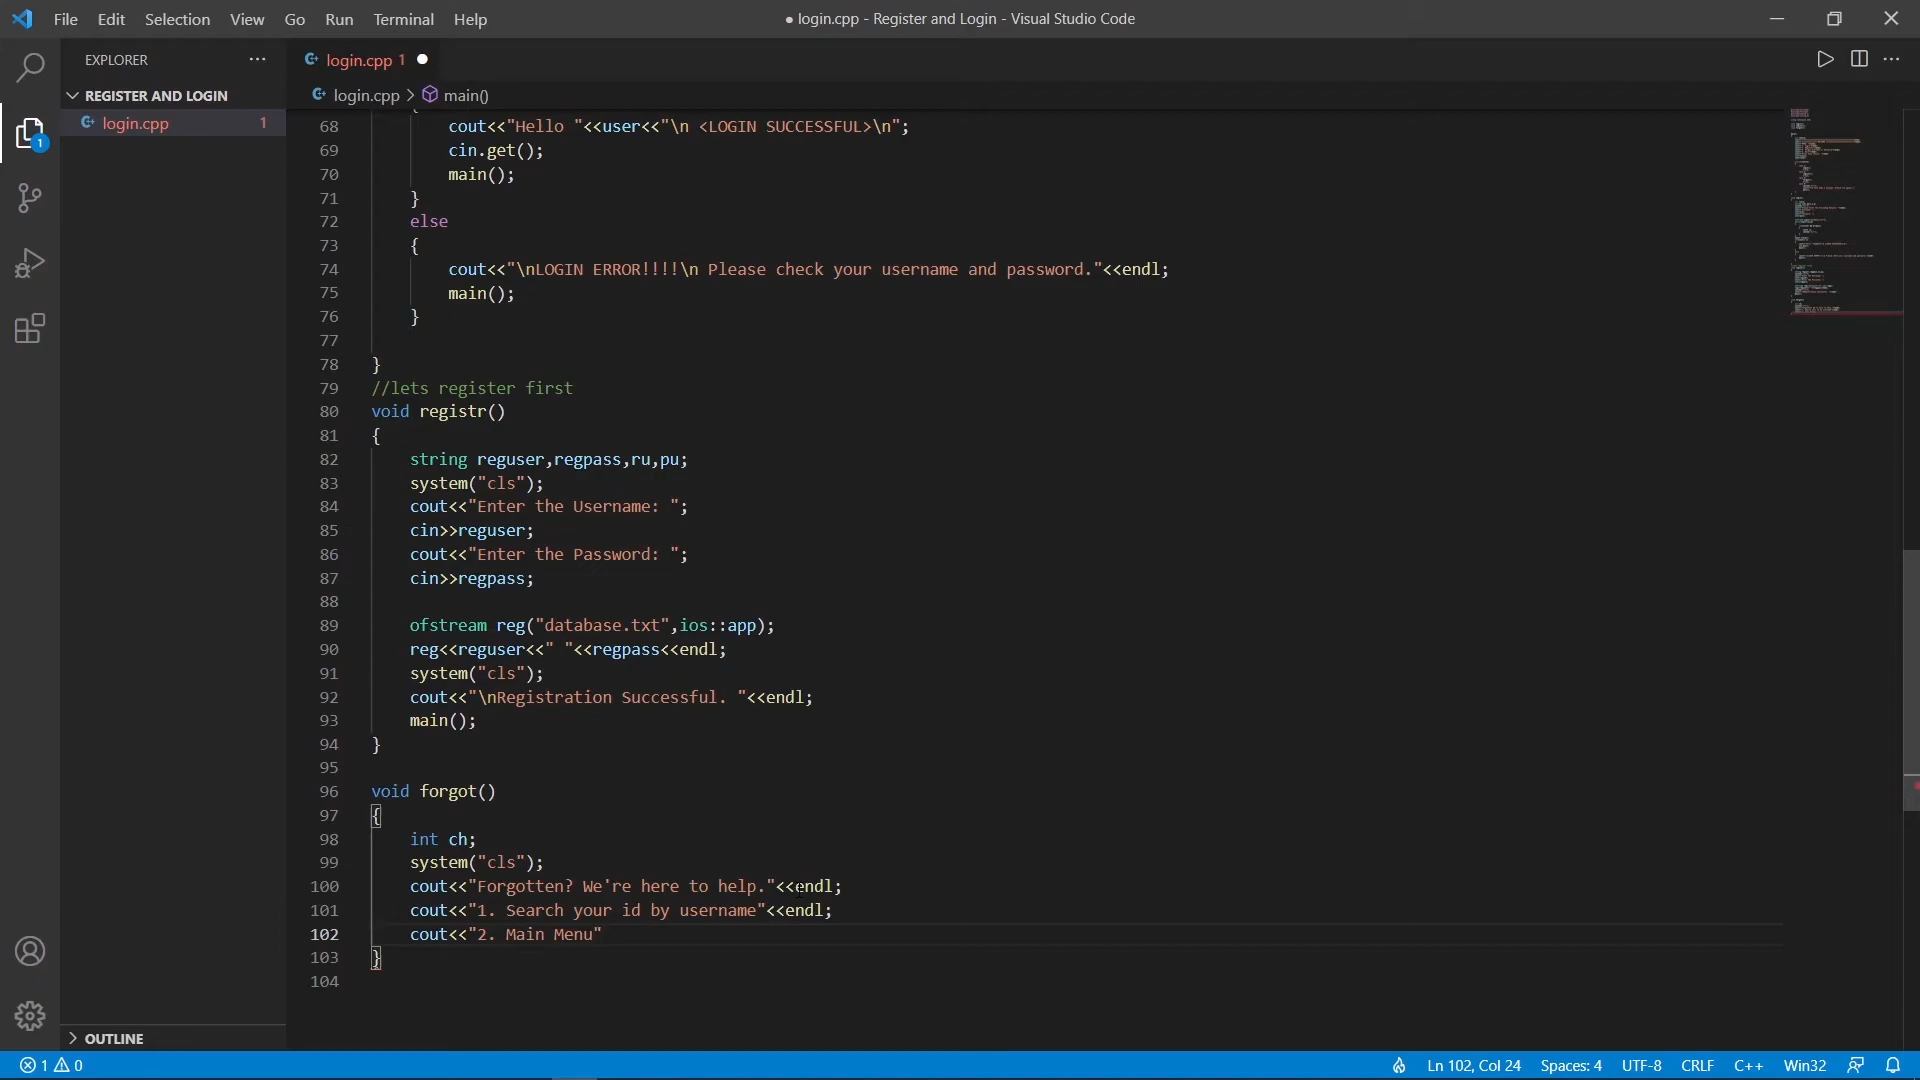 File Edit Selection View Go Run Terminal Help
● login.cpp - Register and Login - Visual Studio Code
EXPLORER
login.cpp 1
REGISTER AND LOGIN
login.cpp > main()
login.cpp 1
1
68 cout<<"Hello "<<user<<"\n <LOGIN SUCCESSFUL>\n";
69 cin.get();
70 main();
71 }
72 else
73 {
74 cout<<"\nLOGIN ERROR!!!!\n Please check your username and password."<<endl;
75 main();
76 }
77
78 }
79 //lets register first
80 void registr()
81 {
82 string reguser,regpass,ru,pu;
83 system("cls");
84 cout<<"Enter the Username: ";
85 cin>>reguser;
86 cout<<"Enter the Password: ";
87 cin>>regpass;
88
89 ofstream reg("database.txt",ios::app);
90 reg<<reguser<<" "<<regpass<<endl;
91 system("cls");
92 cout<<"\nRegistration Successful. "<<endl;
93 main();
94 }
95
96 void forgot()
97 {
98 int ch;
99 system("cls");
100 cout<<"Forgotten? We're here to help."<<endl;
101 cout<<"1. Search your id by username"<<endl;
102 cout<<"2. Main Menu"
103 }
104
OUTLINE
1 0
Ln 102, Col 24 Spaces: 4 UTF-8 CRLF C++ Win32